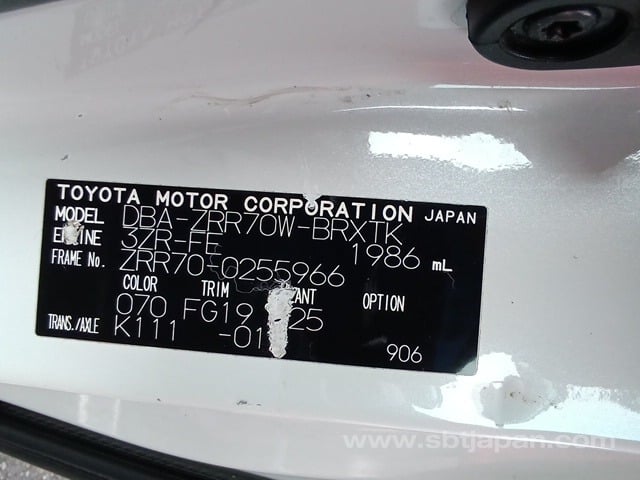 TOYOTA MOTOR CORPORATION JAPAN
MODEL DBA-ZRR70W-BRXTK
ENGINE 3ZR-FE 1986 mL
FRAME No. ZRR70-0255966
COLOR TRIM OPTION
070 FG19 25
TRANS./AXLE K111 -01
906
www.sbtjapan.com